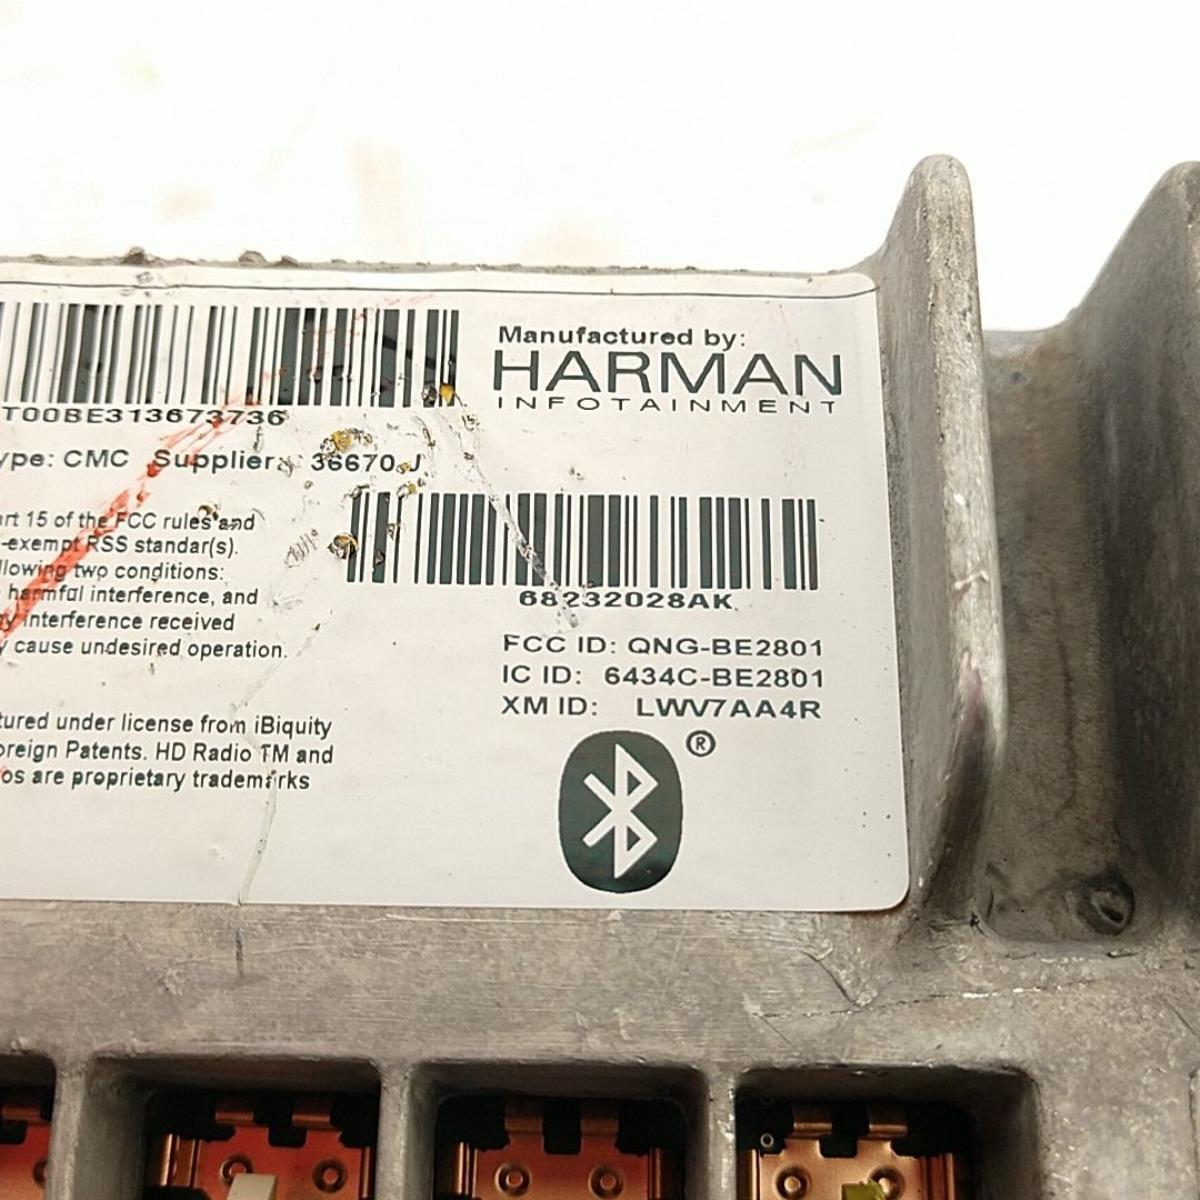 Manufactured by:
HARMAN
INFOTAINMENT
T00BE313673736
ype: CMC Supplier: 36670 J
art 15 of the FCC rules and
-exempt RSS standar(s).
llowing two conditions:
harmful interference, and
ny interference received
y cause undesired operation.
68232028AK
FCC ID: QNG-BE2801
IC ID: 6434C-BE2801
XM ID: LWV7AA4R
tured under license from iBiquity
oreign Patents. HD Radio TM and
os are proprietary trademarks
®